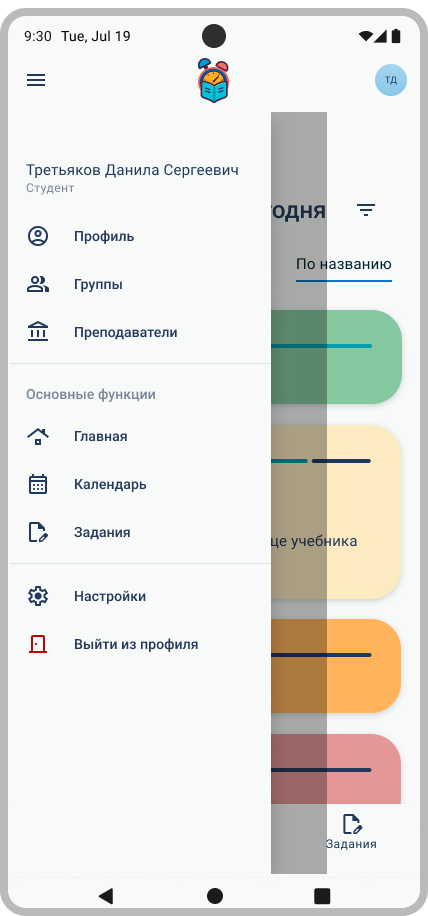 9:30 Tue, Jul 19
ТД
Третьяков Данила Сергеевич
Студент
одня
Профиль
По названию
Группы
Преподаватели
Основные функции
Главная
Календарь
Задания
це учебника
Настройки
Выйти из профиля
Задания